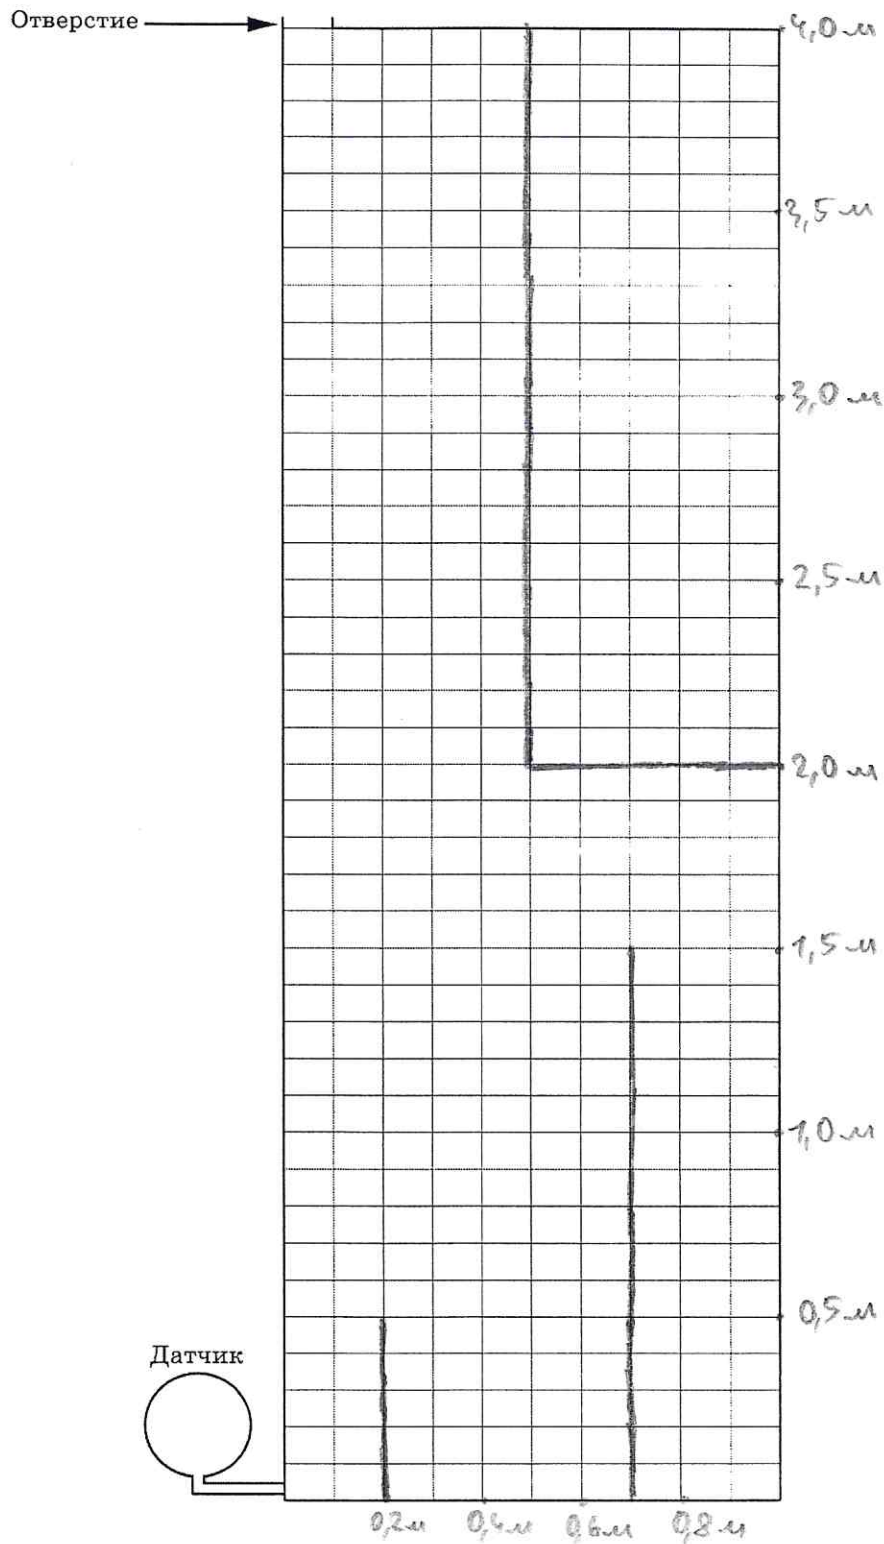 Отверстие
4,0 м
3,5 м
3,0 м
2,5 м
2,0 м
1,5 м
1,0 м
0,5 м
Датчик
0,2 м 0,4 м 0,6 м 0,8 м